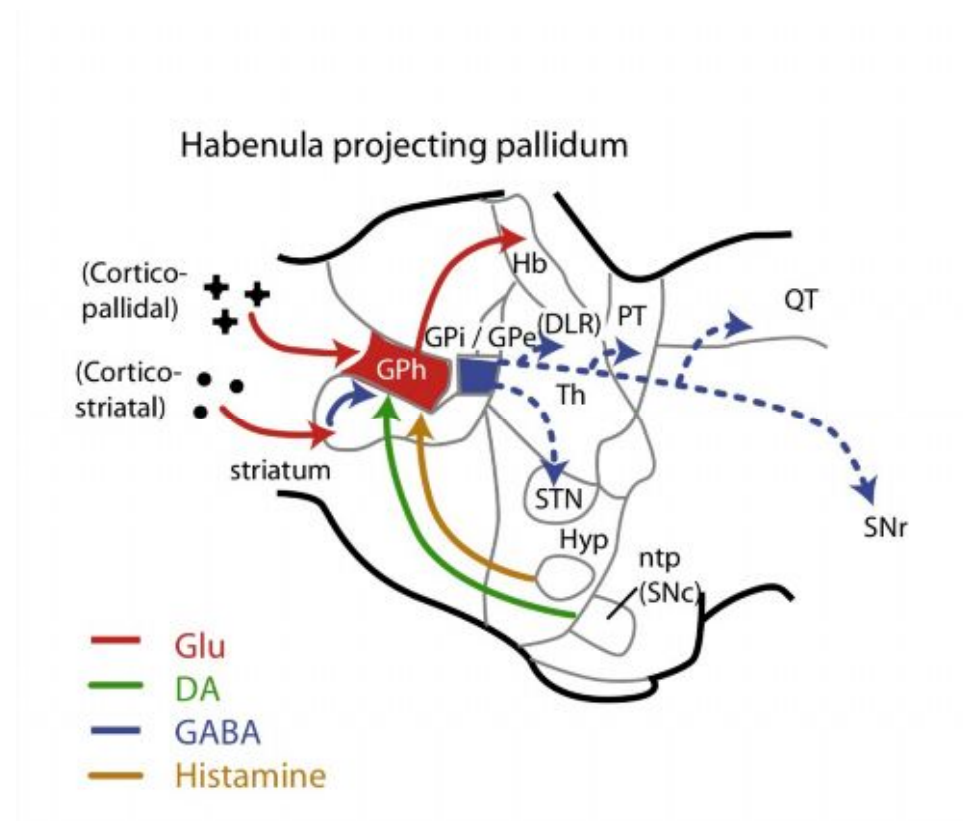 Habenula projecting pallidum
(Cortico-
pallidal)
(Cortico-
striatal)
striatum
GPh
GPi / GPe
Hb
(DLR)
PT
QT
Th
STN
SNr
Hyp
ntp
(SNc)
Glu
DA
GABA
Histamine